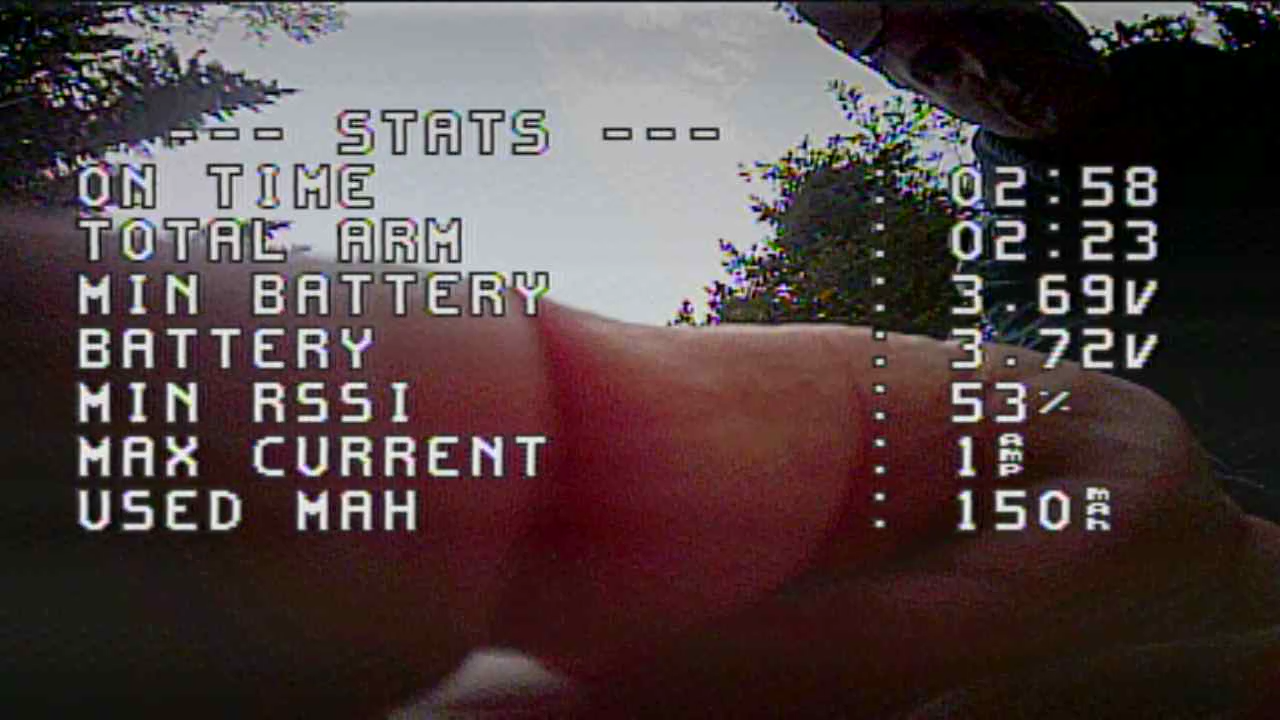 --- STATS ---
ON TIME : 02:58
TOTAL ARM : 02:23
MIN BATTERY : 3.69V
BATTERY : 3.72V
MIN RSSI : 53%
MAX CURRENT : 1 AMP
USED MAH : 150 mAh